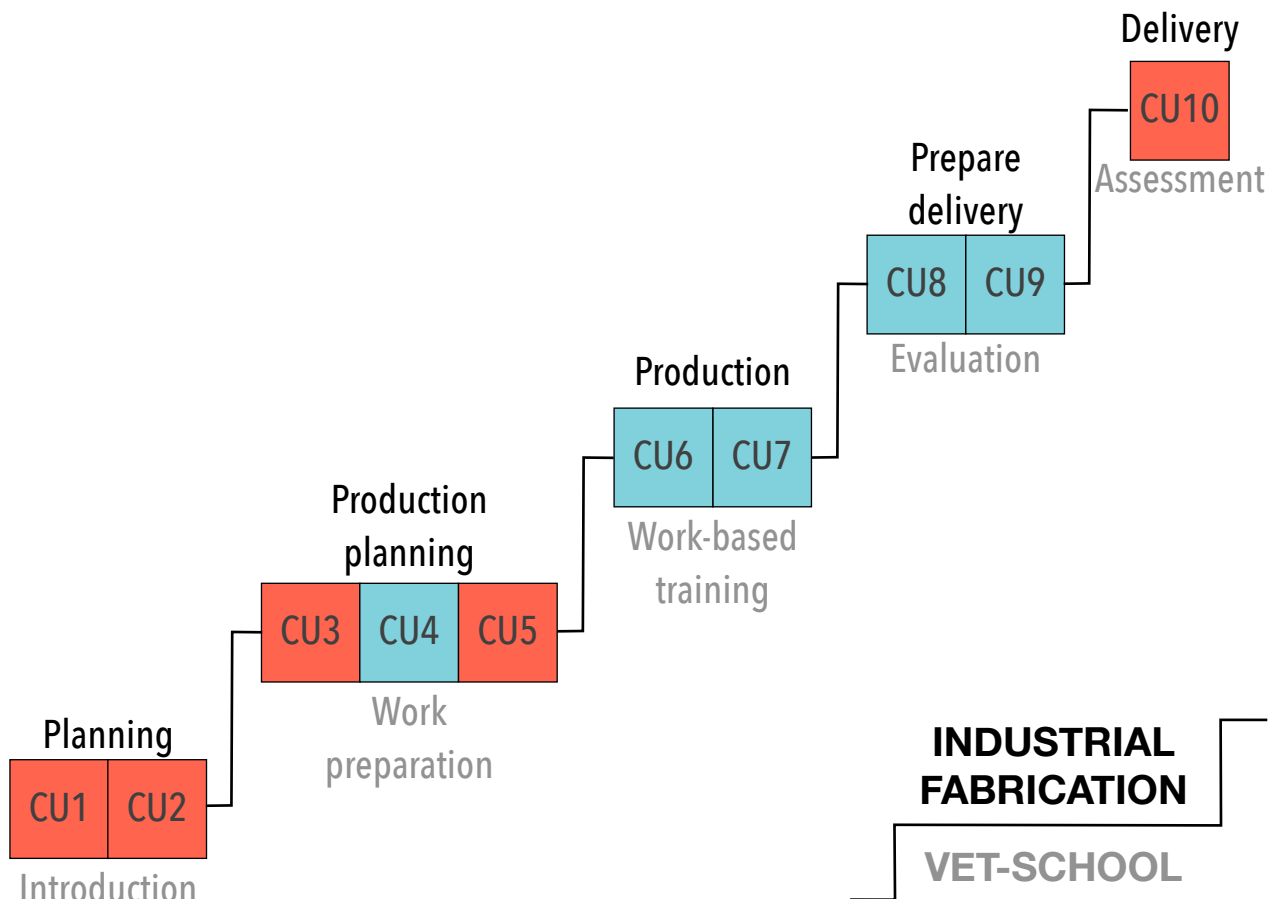 Delivery
CU10
Assessment
Prepare
delivery
CU8 CU9
Evaluation
Production
CU6 CU7
Work-based
training
Production
planning
CU3 CU4 CU5
Work
preparation
Planning
CU1 CU2
Introduction
INDUSTRIAL
FABRICATION
VET-SCHOOL